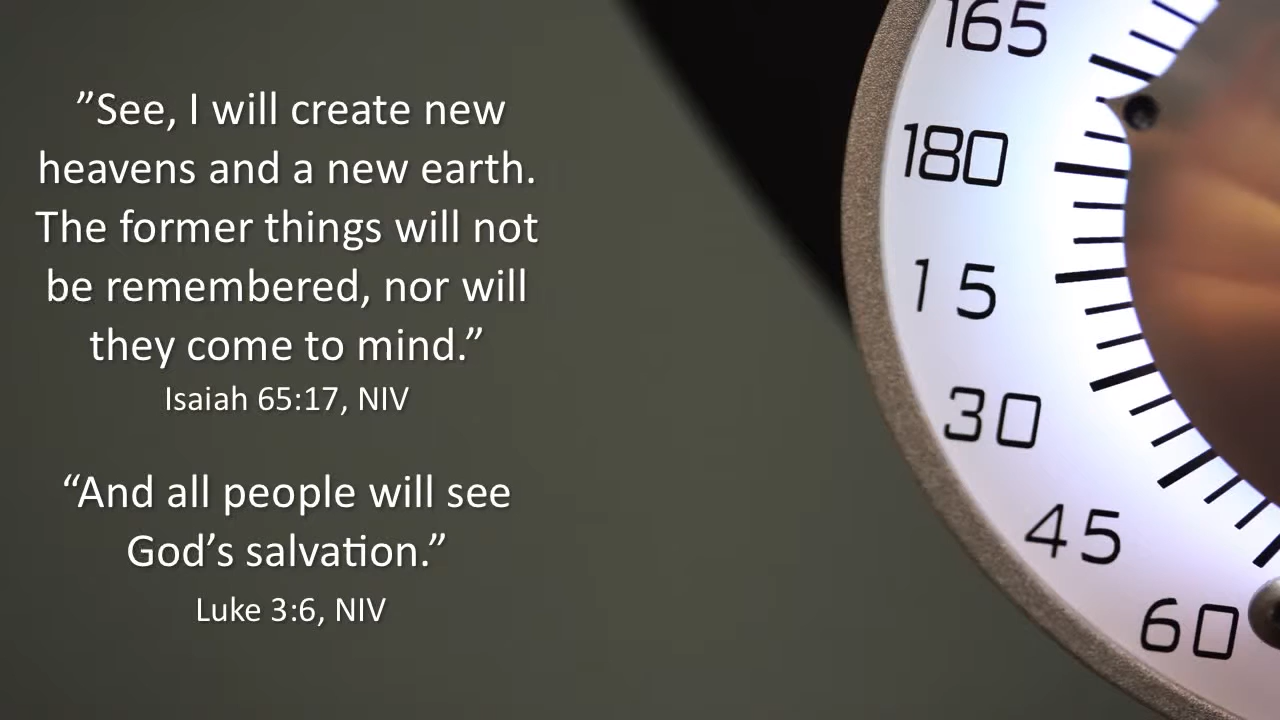 ”See, I will create new
heavens and a new earth.
The former things will not
be remembered, nor will
they come to mind.”
Isaiah 65:17, NIV
“And all people will see
God’s salvation.”
Luke 3:6, NIV
165
180
15
30
45
60